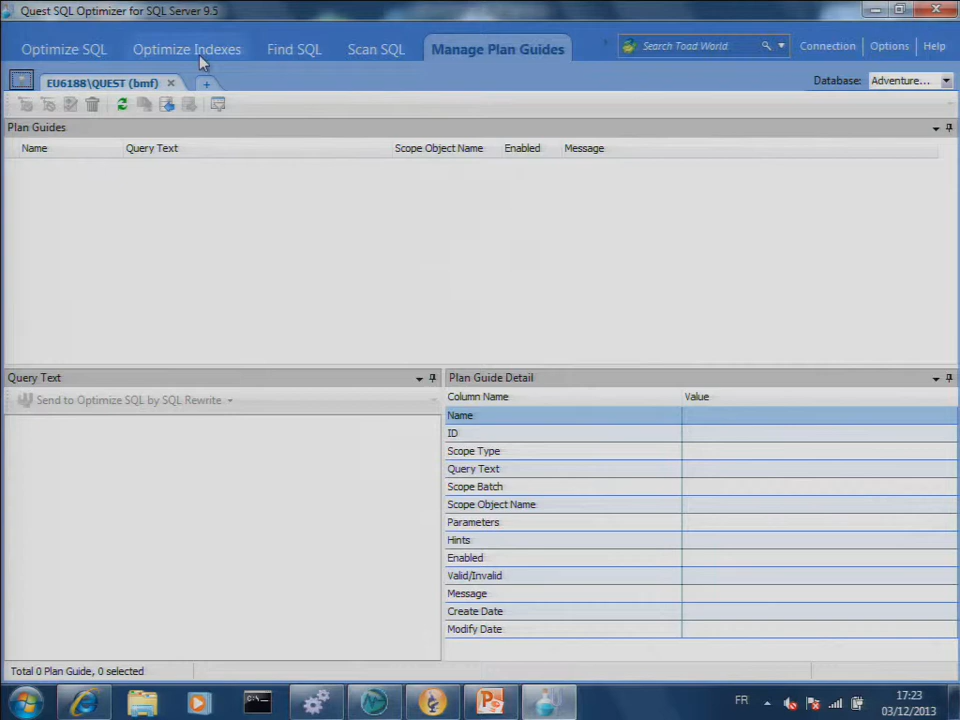 Quest SQL Optimizer for SQL Server 9.5
Optimize SQL Optimize Indexes Find SQL Scan SQL Manage Plan Guides Search Toad World Connection Options Help
EU6188\QUEST (bmf) Database: Adventure...
Plan Guides
Name Query Text Scope Object Name Enabled Message
Query Text Plan Guide Detail
Send to Optimize SQL by SQL Rewrite Column Name Value
Name
ID
Scope Type
Query Text
Scope Batch
Scope Object Name
Parameters
Hints
Enabled
Valid/Invalid
Message
Create Date
Modify Date
Total 0 Plan Guide, 0 selected
FR 17:23
03/12/2013